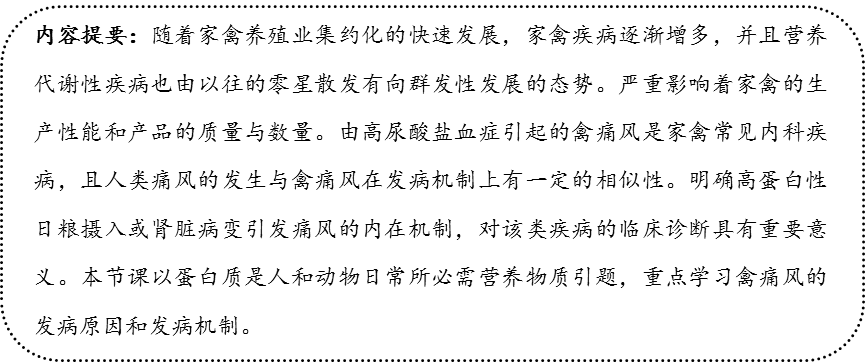 内容提要：随着家禽养殖业集约化的快速发展，家禽疾病逐渐增多，并且营养
代谢性疾病也由以往的零星散发有向群发性发展的态势。严重影响着家禽的生
产性能和产品的质量与数量。由高尿酸盐血症引起的禽痛风是家禽常见内科疾
病，且人类痛风的发生与禽痛风在发病机制上有一定的相似性。明确高蛋白性
日粮摄入或肾脏病变引发痛风的内在机制，对该类疾病的临床诊断具有重要意
义。本节课以蛋白质是人和动物日常所必需营养物质引题，重点学习禽痛风的
发病原因和发病机制。